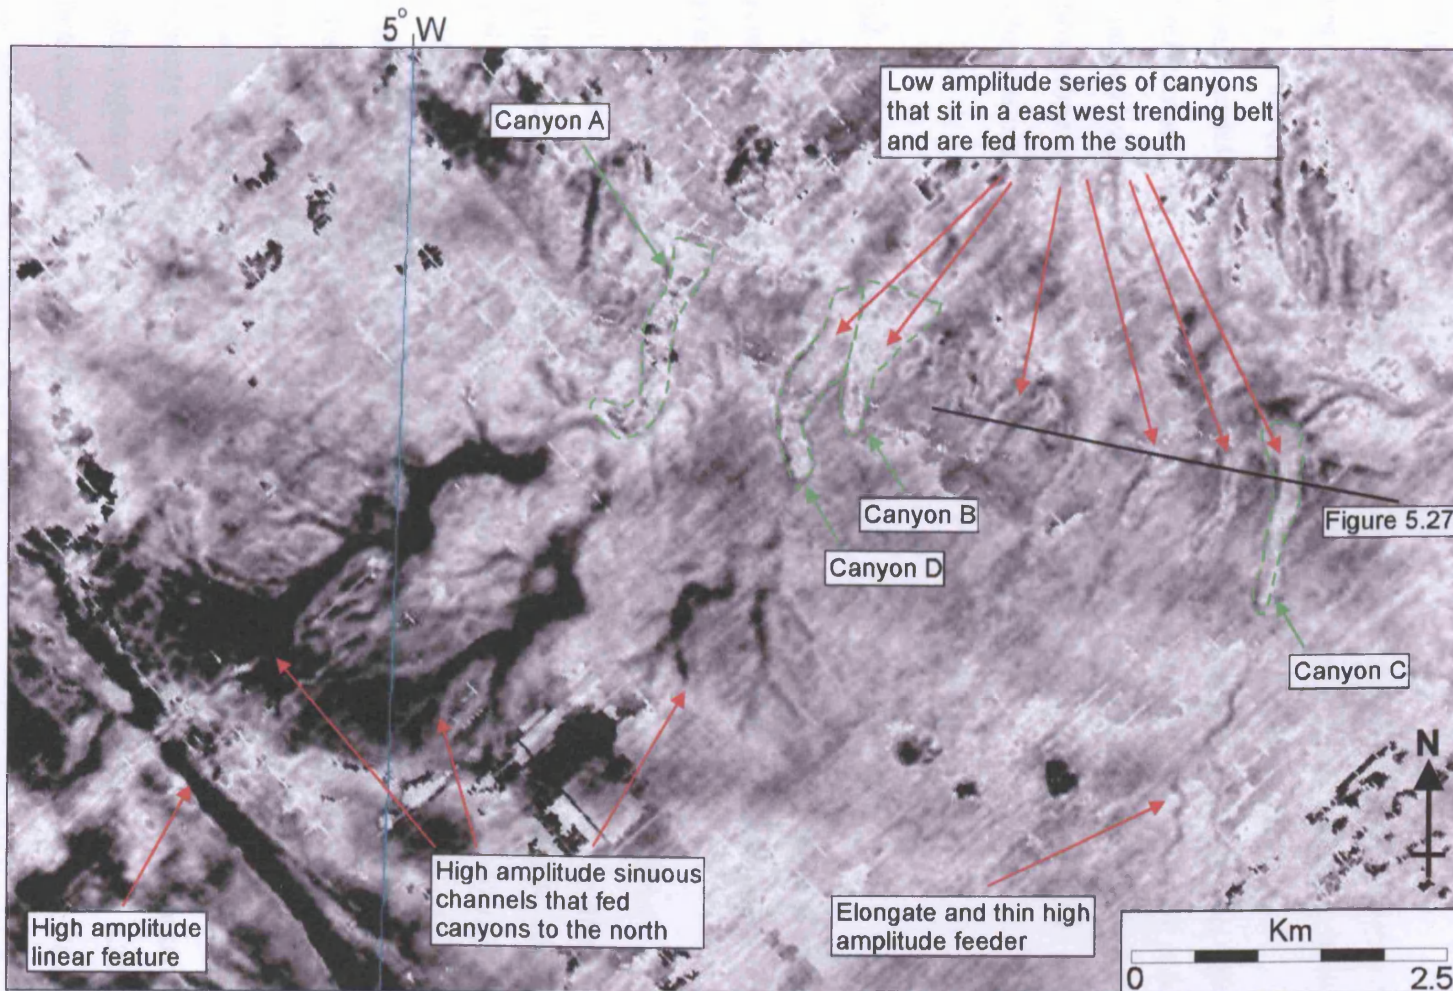 5° W
Canyon A
Low amplitude series of canyons
that sit in a east west trending belt
and are fed from the south
Canyon B
Figure 5.27
Canyon D
Canyon C
N
High amplitude sinuous
channels that fed
canyons to the north
Elongate and thin high
amplitude feeder
High amplitude
linear feature
Km
0 2.5